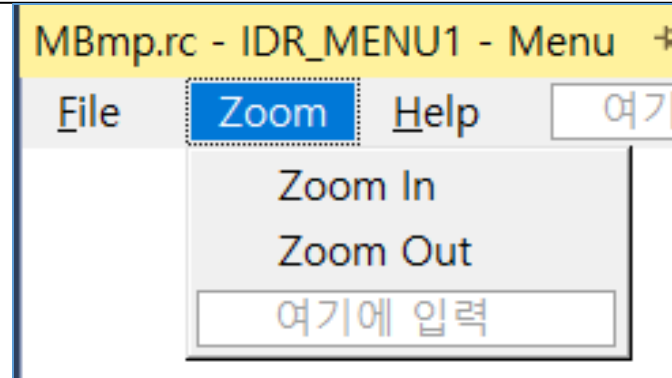 MBmp.rc - IDR_MENU1 - Menu
File Zoom Help 여기
Zoom In
Zoom Out
여기에 입력